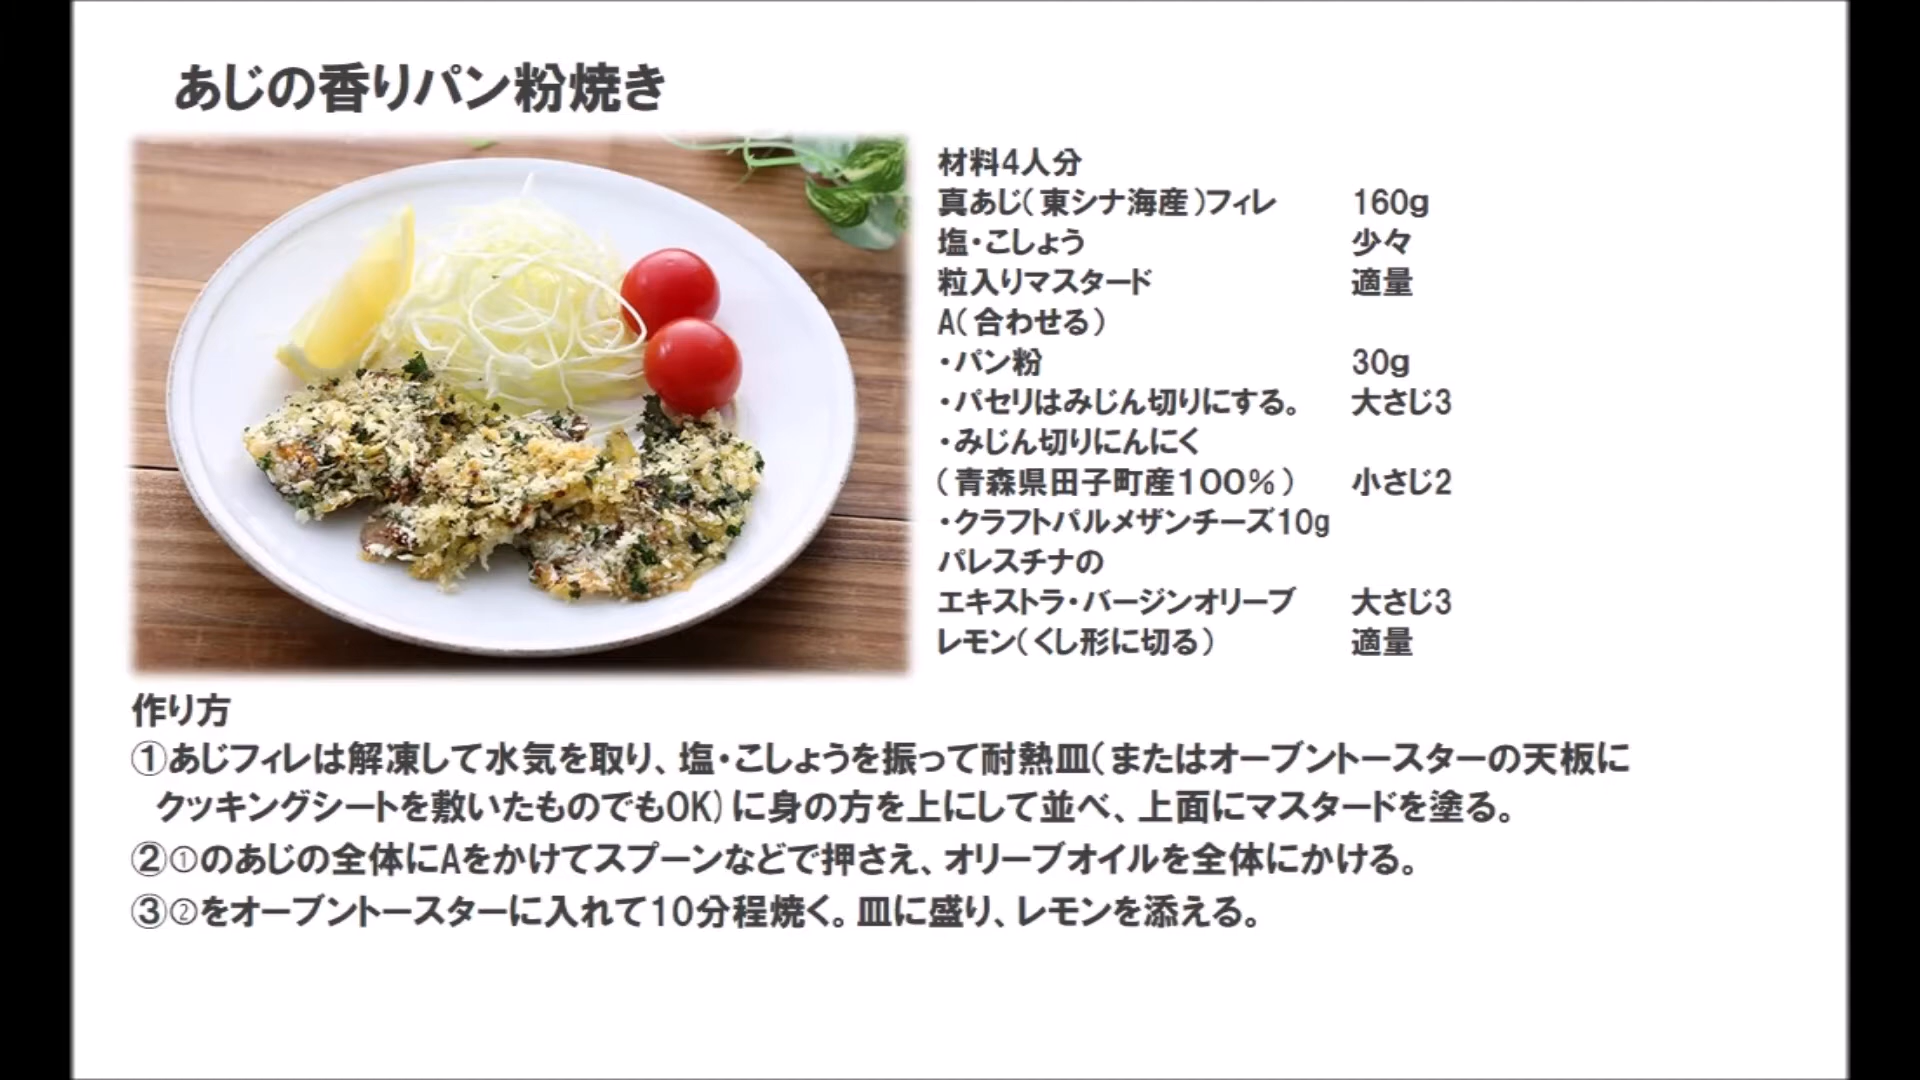 あじの香りパン粉焼き
材料4人分
真あじ(東シナ海産)フィレ 160g
塩・こしょう 少々
粒入りマスタード 適量
A(合わせる)
・パン粉 30g
・パセリはみじん切りにする。 大さじ3
・みじん切りにんにく
(青森県田子町産100%) 小さじ2
・クラフトパルメザンチーズ10g
パレスチナの
エキストラ・バージンオリーブ 大さじ3
レモン(くし形に切る) 適量
作り方
①あじフィレは解凍して水気を取り、塩・こしょうを振って耐熱皿(またはオーブントースターの天板に
クッキングシートを敷いたものでもOK)に身の方を上にして並べ、上面にマスタードを塗る。
②①のあじの全体にAをかけてスプーンなどで押さえ、オリーブオイルを全体にかける。
③②をオーブントースターに入れて10分程焼く。皿に盛り、レモンを添える。